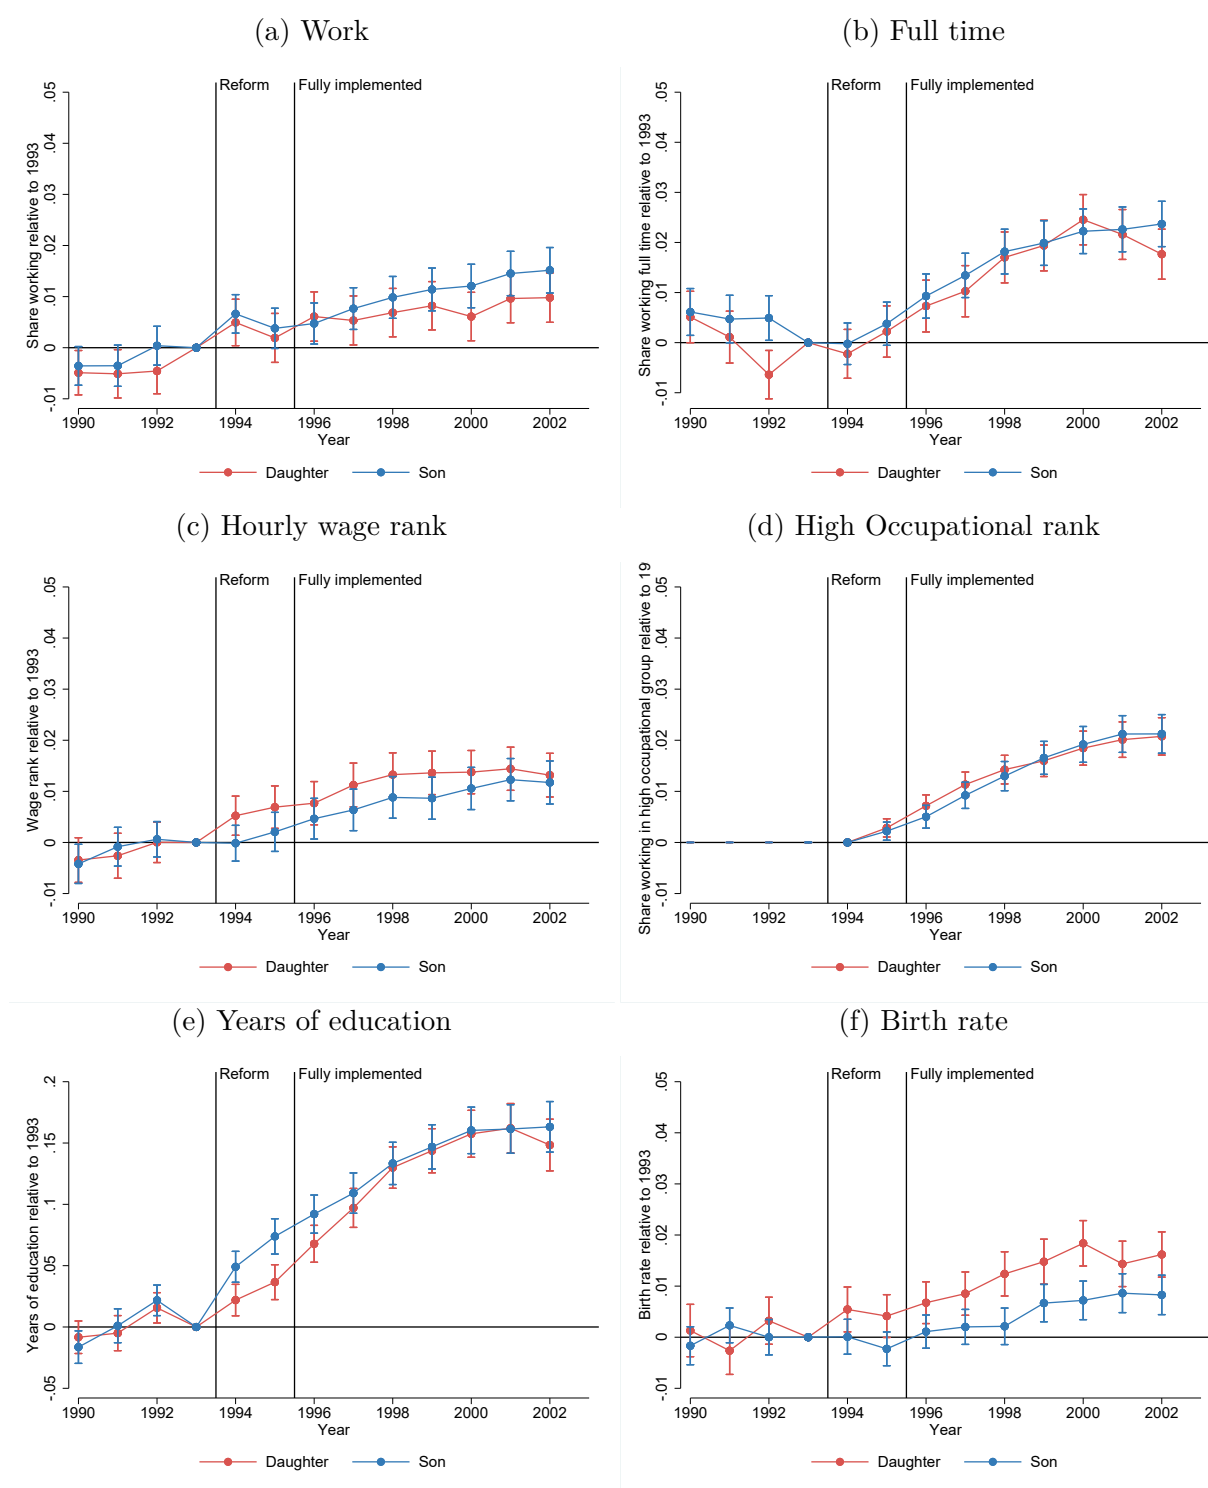 (a) Work
Reform
Fully implemented
Share working relative to 1993
.05
.04
.03
.02
.01
0
-.01
1990
1992
1994
1996
1998
2000
2002
Year
Daughter
Son
(b) Full time
Reform
Fully implemented
Share working full time relative to 1993
.05
.04
.03
.02
.01
0
-.01
1990
1992
1994
1996
1998
2000
2002
Year
Daughter
Son
(c) Hourly wage rank
Reform
Fully implemented
Wage rank relative to 1993
.05
.04
.03
.02
.01
0
-.01
1990
1992
1994
1996
1998
2000
2002
Year
Daughter
Son
(d) High Occupational rank
Reform
Fully implemented
Share working in high occupational group relative to 19
.05
.04
.03
.02
.01
0
-.01
1990
1992
1994
1996
1998
2000
2002
Year
Daughter
Son
(e) Years of education
Reform
Fully implemented
Years of education relative to 1993
.2
.15
.1
.05
0
-.05
1990
1992
1994
1996
1998
2000
2002
Year
Daughter
Son
(f) Birth rate
Reform
Fully implemented
Birth rate relative to 1993
.05
.04
.03
.02
.01
0
-.01
1990
1992
1994
1996
1998
2000
2002
Year
Daughter
Son